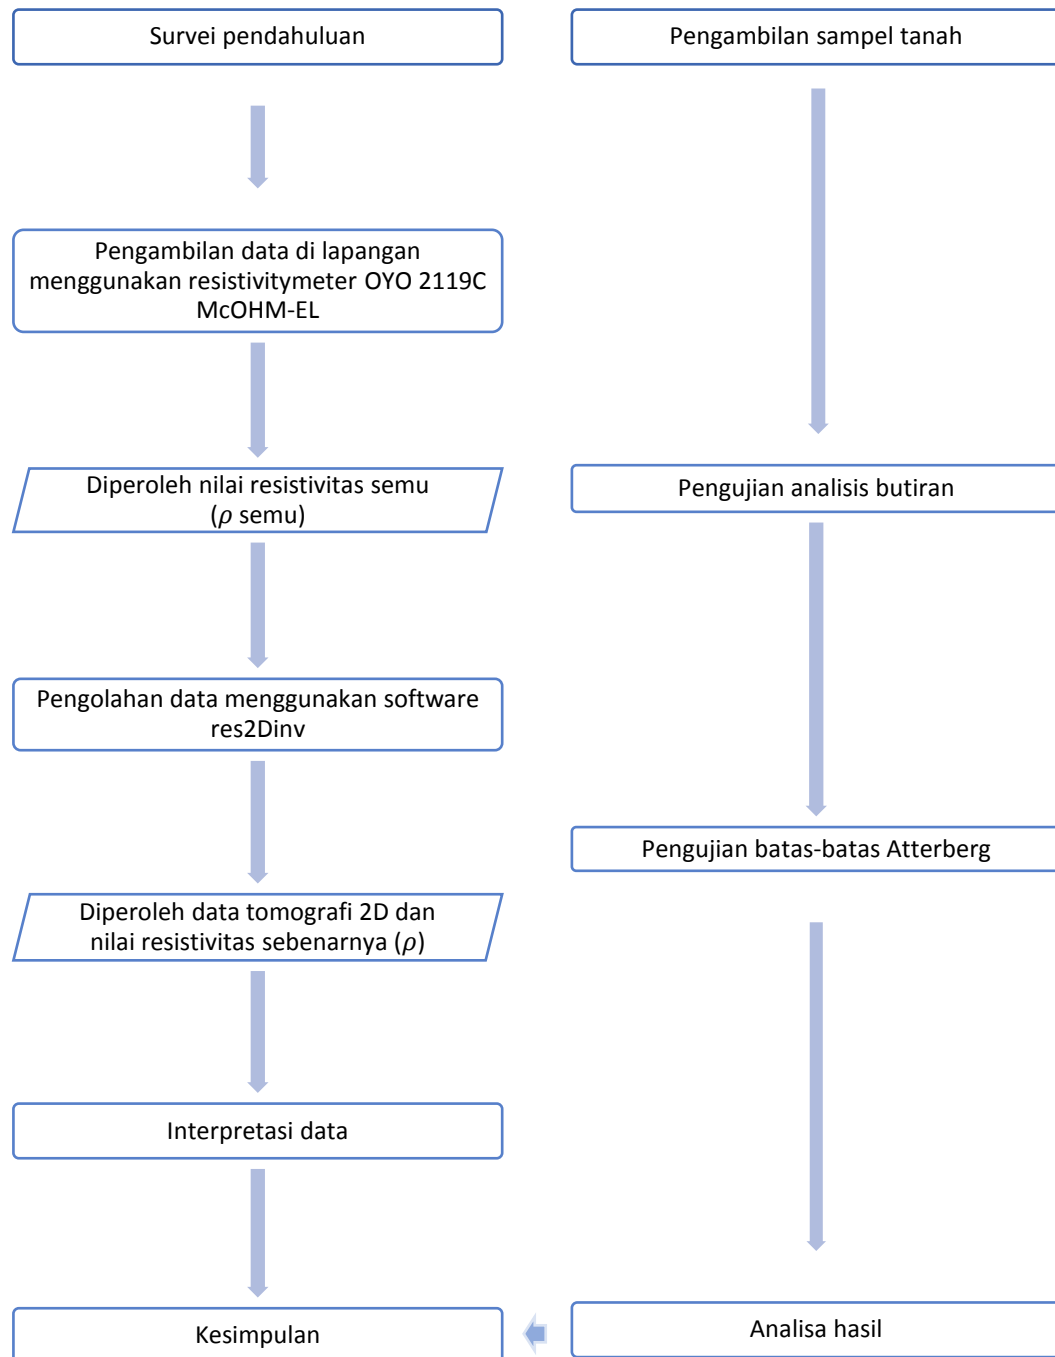 Survei pendahuluan
Pengambilan data di lapangan
menggunakan resistivitymeter OYO 2119C
McOHM-EL
Diperoleh nilai resistivitas semu
(𝜌 semu)
Pengolahan data menggunakan software
res2Dinv
Diperoleh data tomografi 2D dan
nilai resistivitas sebenarnya (𝜌)
Interpretasi data
Kesimpulan
Pengambilan sampel tanah
Pengujian analisis butiran
Pengujian batas-batas Atterberg
Analisa hasil